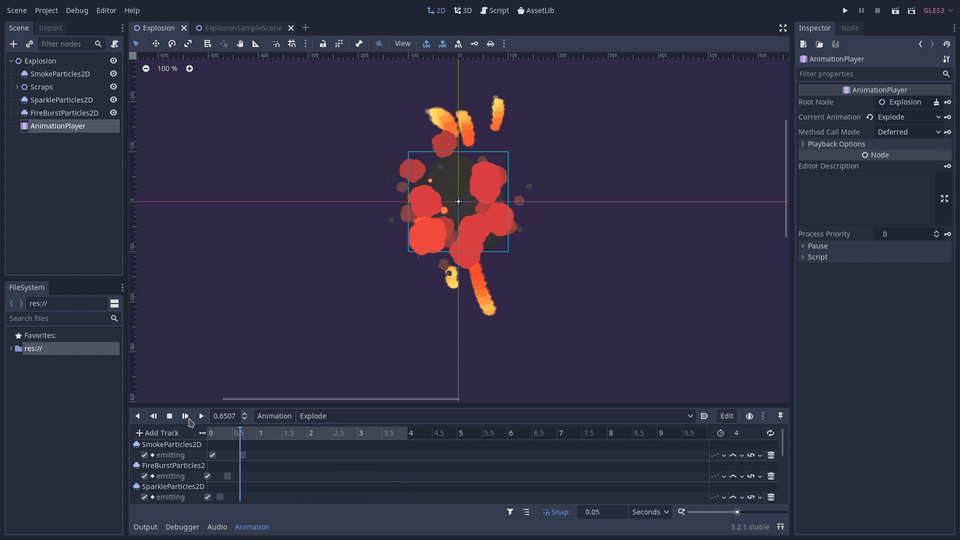 Scene Project Debug Editor Help
2D 3D Script AssetLib
GLES3
Scene Import
Filter nodes
Explosion
SmokeParticles2D
Scraps
SparkleParticles2D
FireBurstParticles2D
AnimationPlayer
FileSystem
res://
Search files
Favorites:
res://
Explosion ExplosionSampleScene
View
100 %
0.6507 Animation Explode Edit
Add Track 0 0.5 1 1.5 2 2.5 3 3.5 4 4.5 5 5.5 6 6.5 7 7.5 8 8.5 9 9.5 4
SmokeParticles2D
emitting
FireBurstParticles2
emitting
SparkleParticles2D
emitting
Snap: 0.05 Seconds
Output Debugger Audio Animation 3.2.1.stable
Inspector Node
AnimationPlayer
Filter properties
AnimationPlayer
Root Node Explosion
Current Animation Explode
Method Call Mode Deferred
Playback Options
Node
Editor Description
Process Priority 0
Pause
Script